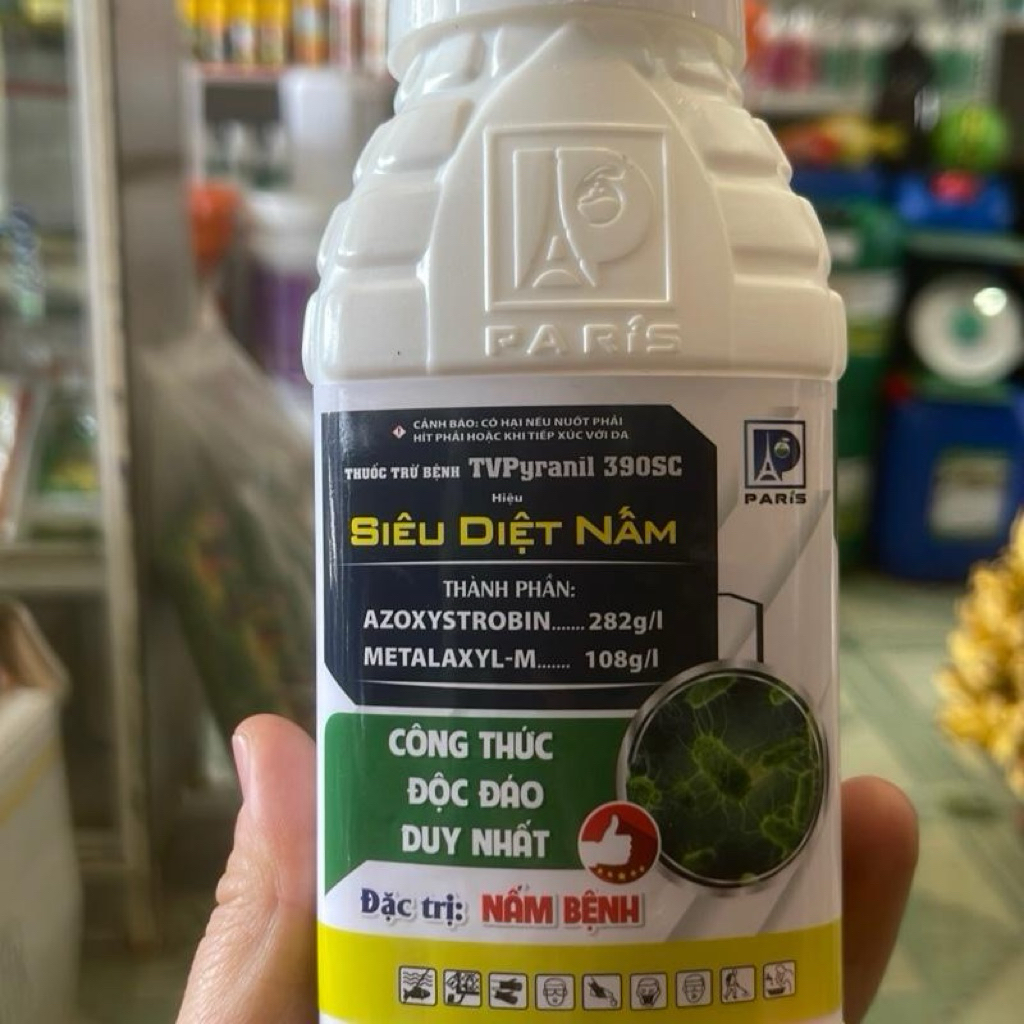 PARíS
CẢNH BÁO: CÓ HẠI NẾU NUỐT PHẢI
HÍT PHẢI HOẶC KHI TIẾP XÚC VỚI DA
THUỐC TRỪ BỆNH TVPyranil 390SC
PARíS
Hiệu
SIÊU DIỆT NẤM
THÀNH PHẦN:
AZOXYSTROBIN....... 282g/l
METALAXYL-M....... 108g/l
CÔNG THỨC
ĐỘC ĐÁO
DUY NHẤT
Đặc trị: NẤM BỆNH